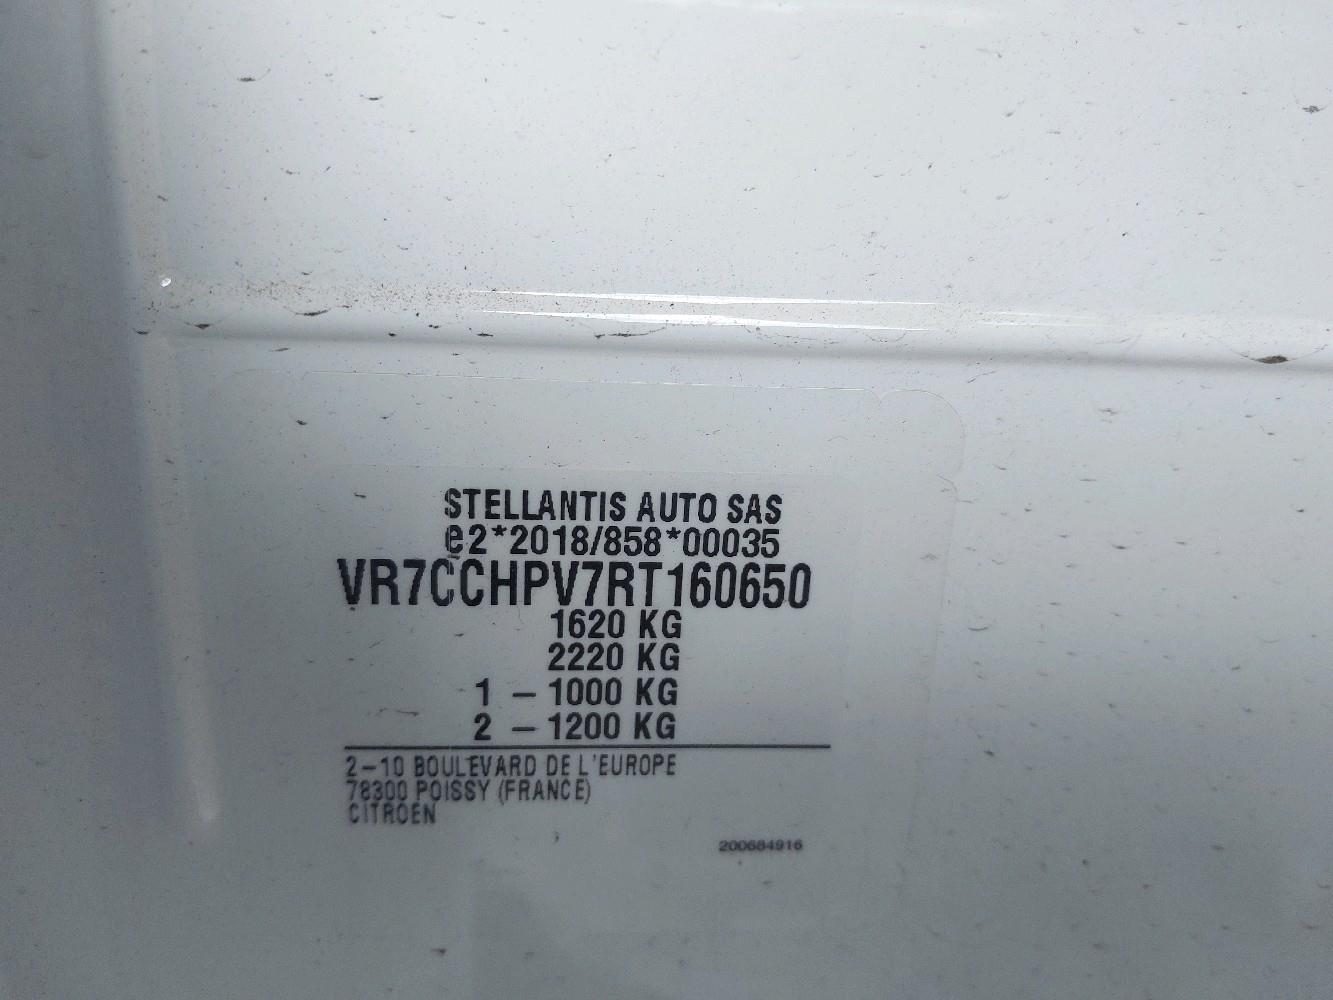 STELLANTIS AUTO SAS
e2*2018/858*00035
VR7CCHPV7RT160650
1620 KG
2220 KG
1 – 1000 KG
2 – 1200 KG
2–10 BOULEVARD DE L'EUROPE
78300 POISSY (FRANCE)
CITROEN
200684916